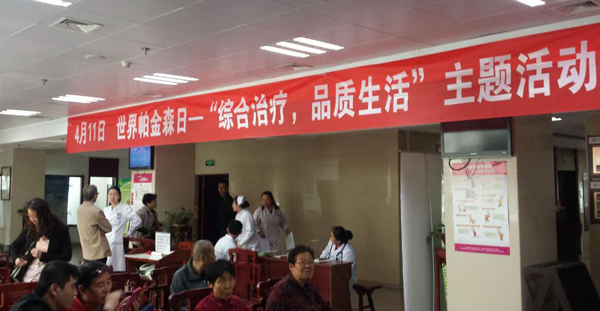 4月11日 世界帕金森日—“综合治疗，品质生活” 主题活动